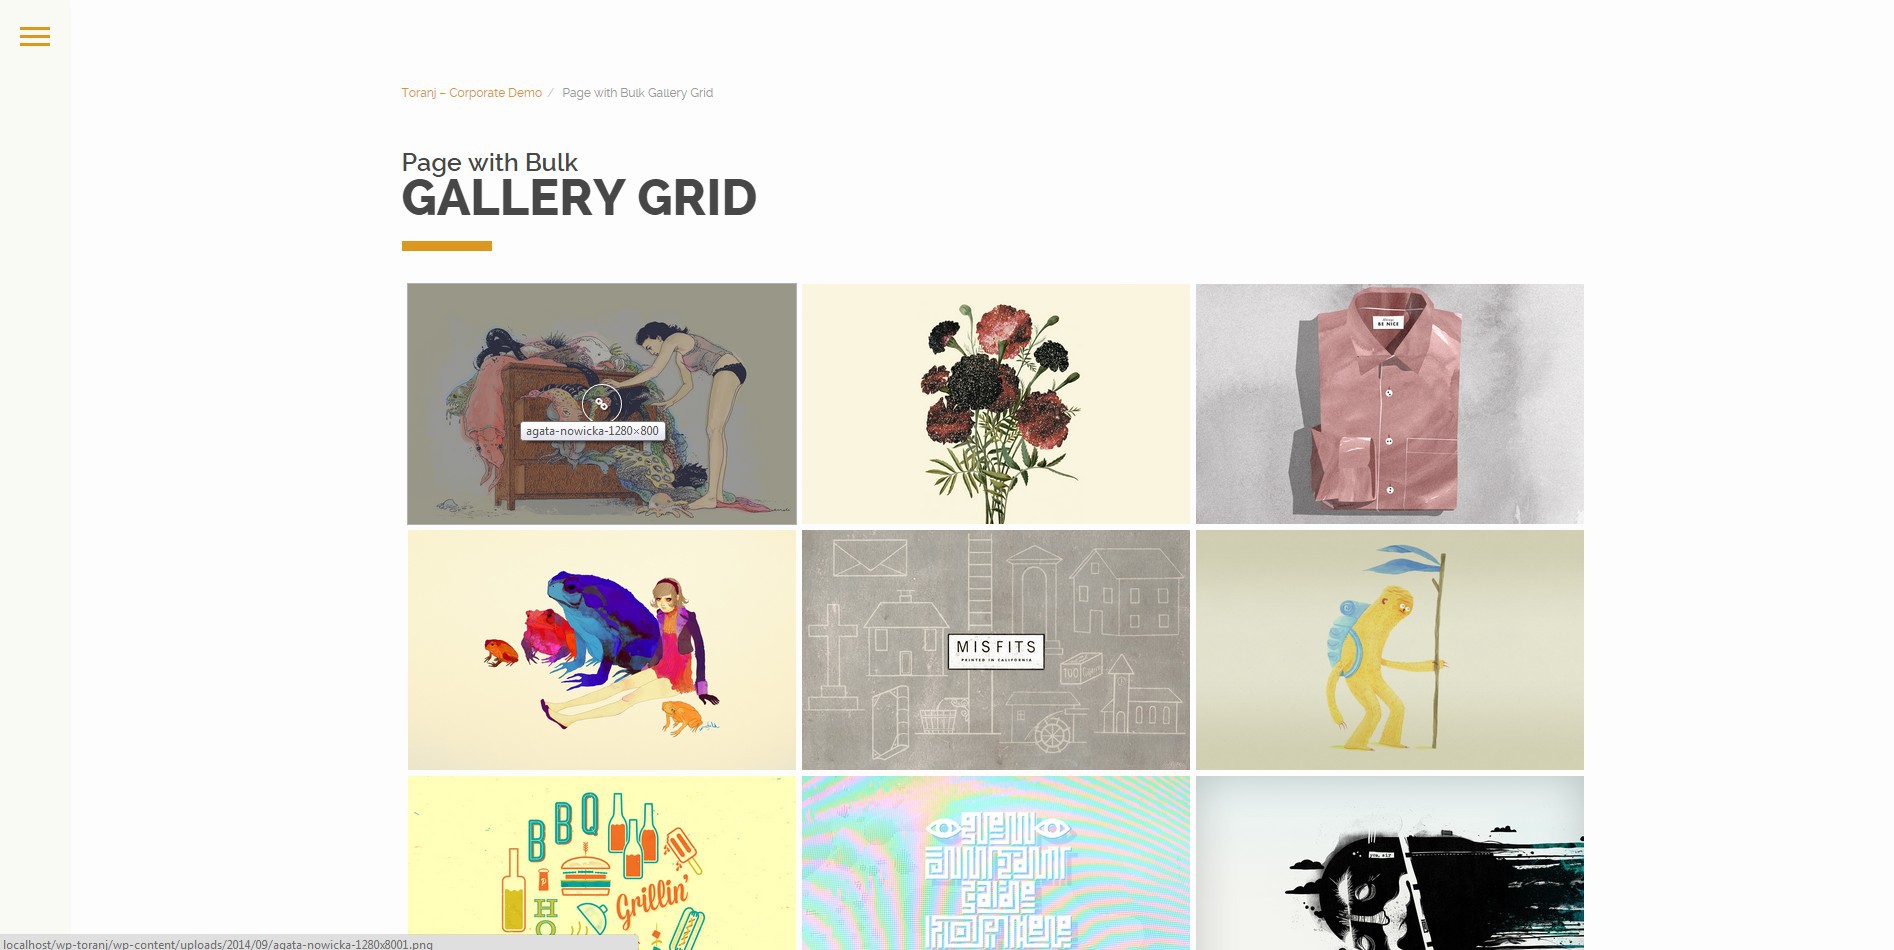 Toranj – Corporate Demo / Page with Bulk Gallery Grid
Page with Bulk
GALLERY GRID
BE NICE
agata-nowicka-1280×800
MISFITS
PRINTED IN CALIFORNIA
BBQ
Grillin'
HO
localhost/wp-toranj/wp-content/uploads/2014/09/agata-nowicka-1280x8001.png